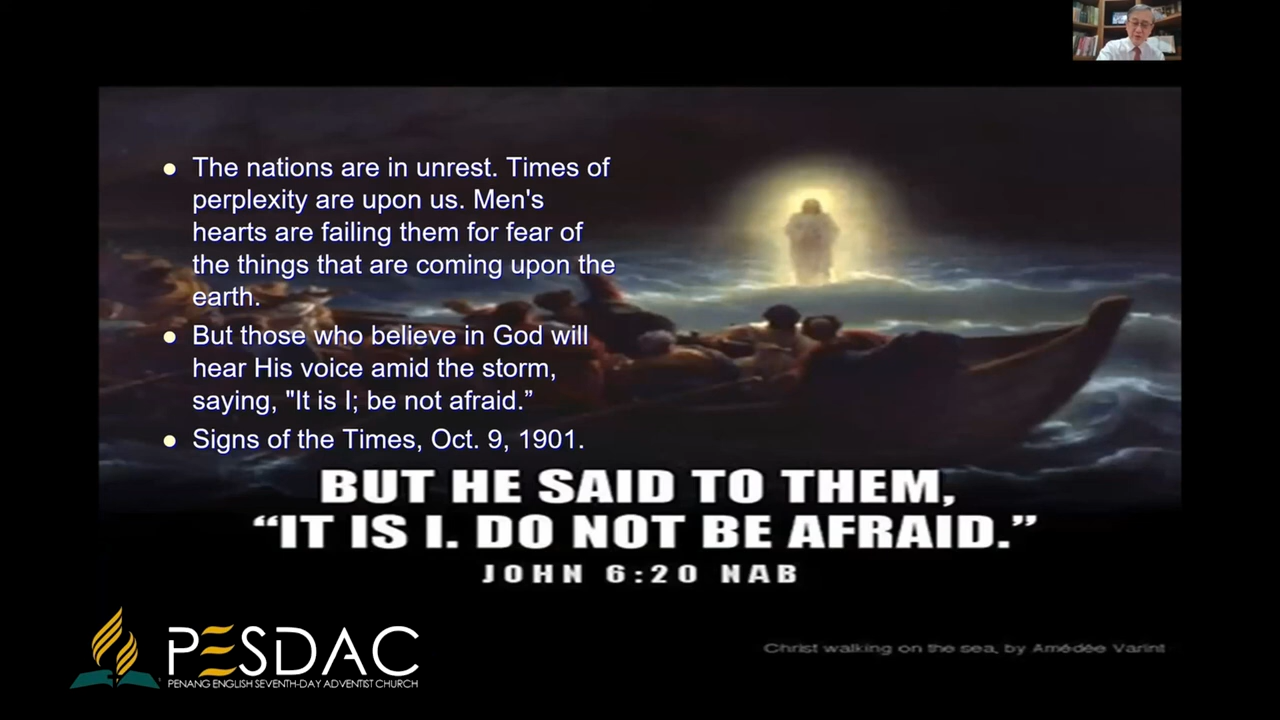 The nations are in unrest. Times of
perplexity are upon us. Men's
hearts are failing them for fear of
the things that are coming upon the
earth.
But those who believe in God will
hear His voice amid the storm,
saying, "It is I; be not afraid.”
Signs of the Times, Oct. 9, 1901.
BUT HE SAID TO THEM,
“IT IS I. DO NOT BE AFRAID.”
JOHN 6:20 NAB
PESDAC
PENANG ENGLISH SEVENTH-DAY ADVENTIST CHURCH
Christ walking on the sea, by Amédée Varint